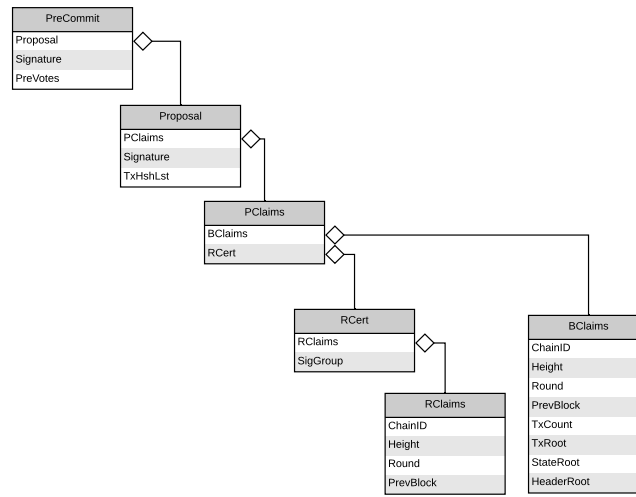 PreCommit
Proposal
Signature
PreVotes
Proposal
PClaims
Signature
TxHshLst
PClaims
BClaims
RCert
RCert
RClaims
SigGroup
RClaims
ChainID
Height
Round
PrevBlock
BClaims
ChainID
Height
Round
PrevBlock
TxCount
TxRoot
StateRoot
HeaderRoot